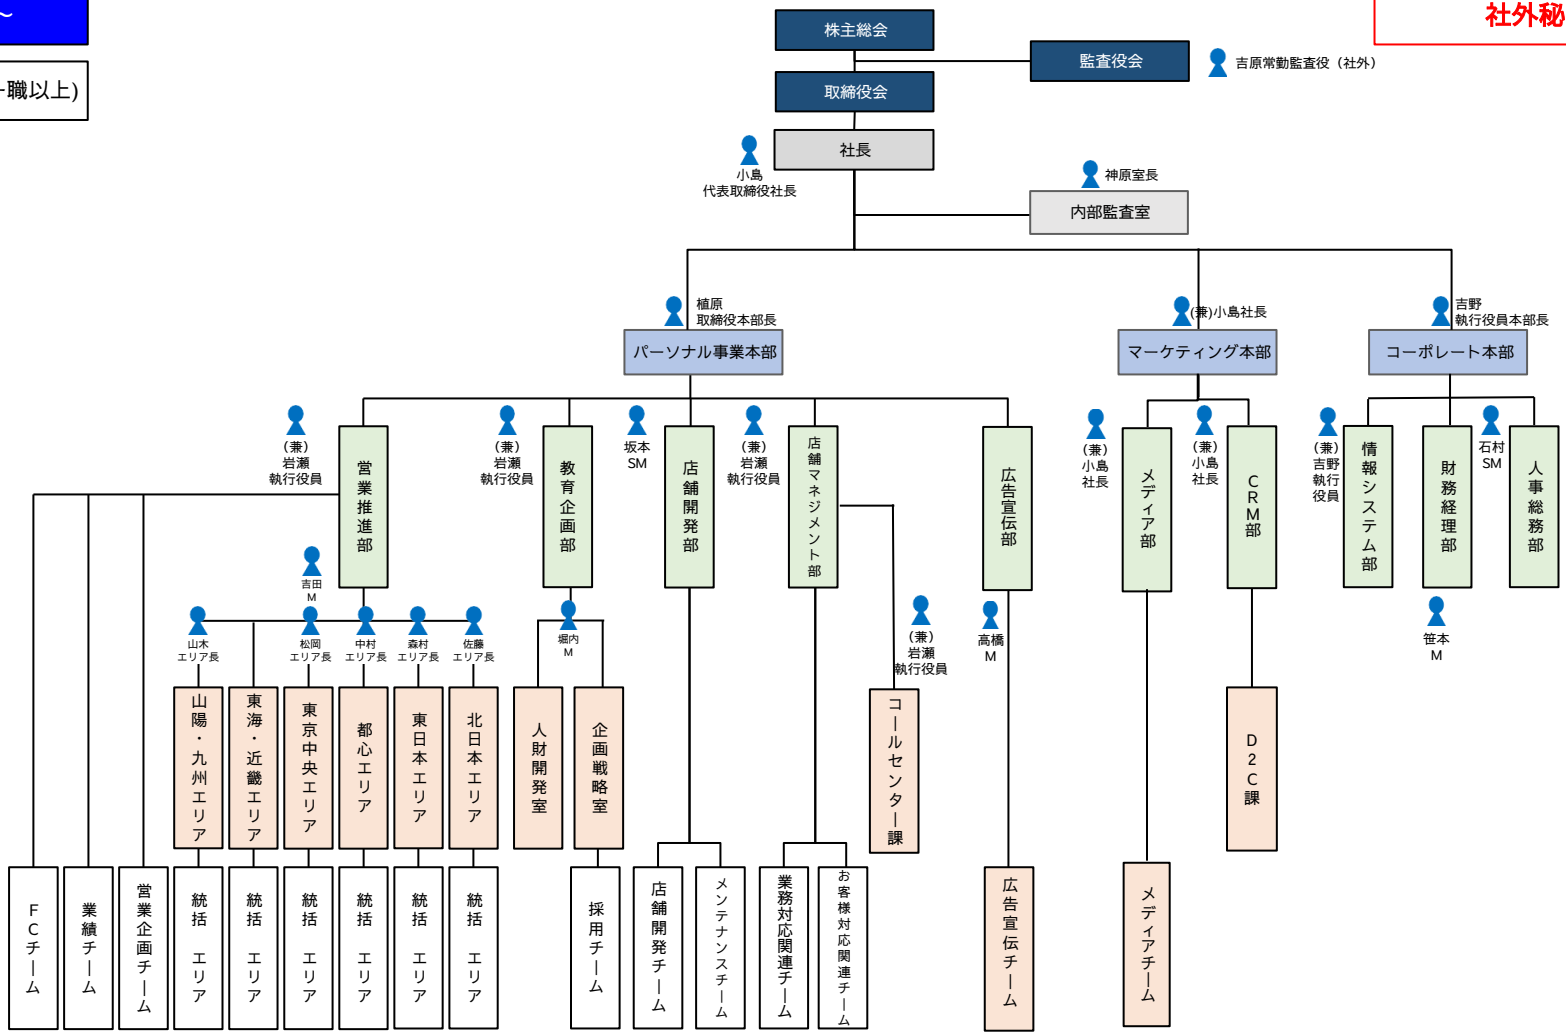 ～
社外秘
ー職以上)
株主総会
監査役会
吉原常勤監査役（社外）
取締役会
社長
小島
代表取締役社長
神原室長
内部監査室
植原
取締役本部長
パーソナル事業本部
(兼)小島社長
マーケティング本部
吉野
執行役員本部長
コーポレート本部
（兼）
岩瀬
執行役員
営業推進部
（兼）
岩瀬
執行役員
教育企画部
坂本
SM
店舗開発部
（兼）
岩瀬
執行役員
店舗マネジメント部
広告宣伝部
（兼）
小島
社長
メディア部
（兼）
小島
社長
CRM部
（兼）
吉野
執行
役員
情報システム部
財務経理部
石村
SM
人事総務部
吉田
M
山木
エリア長
松岡
エリア長
中村
エリア長
森村
エリア長
佐藤
エリア長
堀内
M
（兼）
岩瀬
執行役員
高橋
M
笹本
M
山陽・九州エリア
東海・近畿エリア
東京中央エリア
都心エリア
東日本エリア
北日本エリア
人財開発室
企画戦略室
コールセンター課
D2C課
FCチーム
業績チーム
営業企画チーム
統括　エリア
統括　エリア
統括　エリア
統括　エリア
統括　エリア
統括　エリア
採用チーム
店舗開発チーム
メンテナンスチーム
業務対応関連チーム
お客様対応関連チーム
広告宣伝チーム
メディアチーム